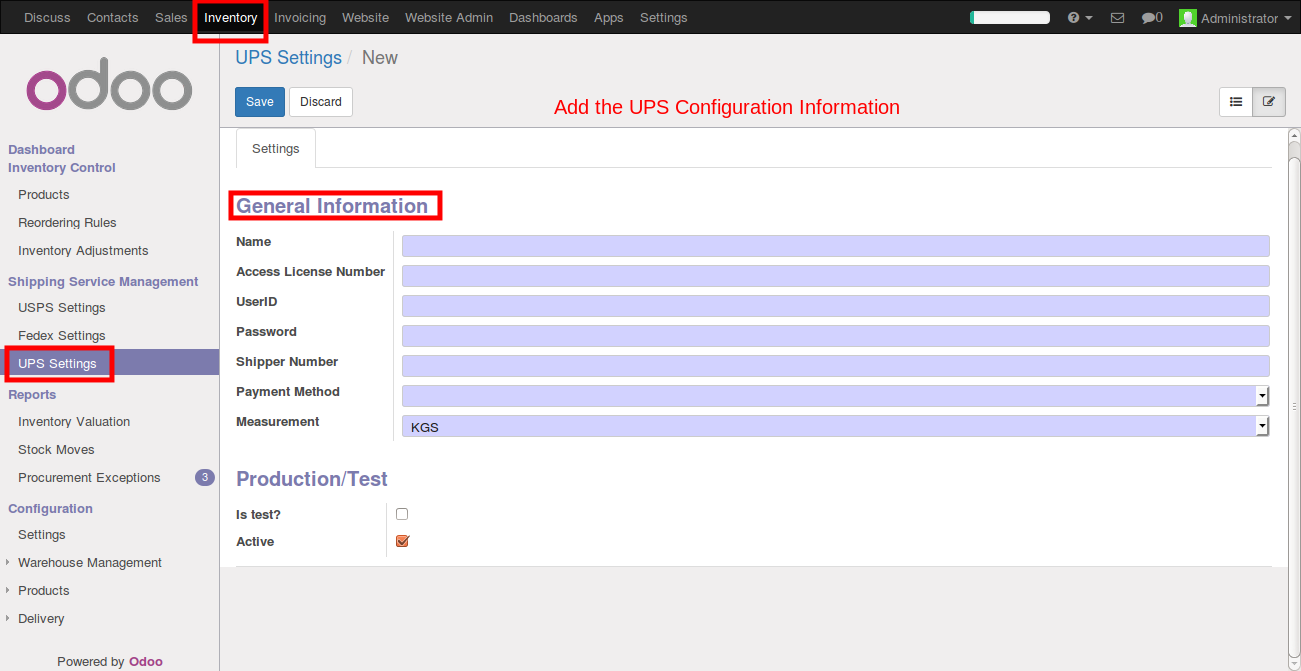 Discuss Contacts Sales Inventory Invoicing Website Website Admin Dashboards Apps Settings 0 Administrator
odoo
UPS Settings / New
Save Discard
Add the UPS Configuration Information
Settings
Dashboard
Inventory Control
Products
Reordering Rules
Inventory Adjustments
Shipping Service Management
USPS Settings
Fedex Settings
UPS Settings
Reports
Inventory Valuation
Stock Moves
Procurement Exceptions 3
Configuration
Settings
Warehouse Management
Products
Delivery
Powered by Odoo
General Information
Name
Access License Number
UserID
Password
Shipper Number
Payment Method
Measurement KGS
Production/Test
Is test?
Active